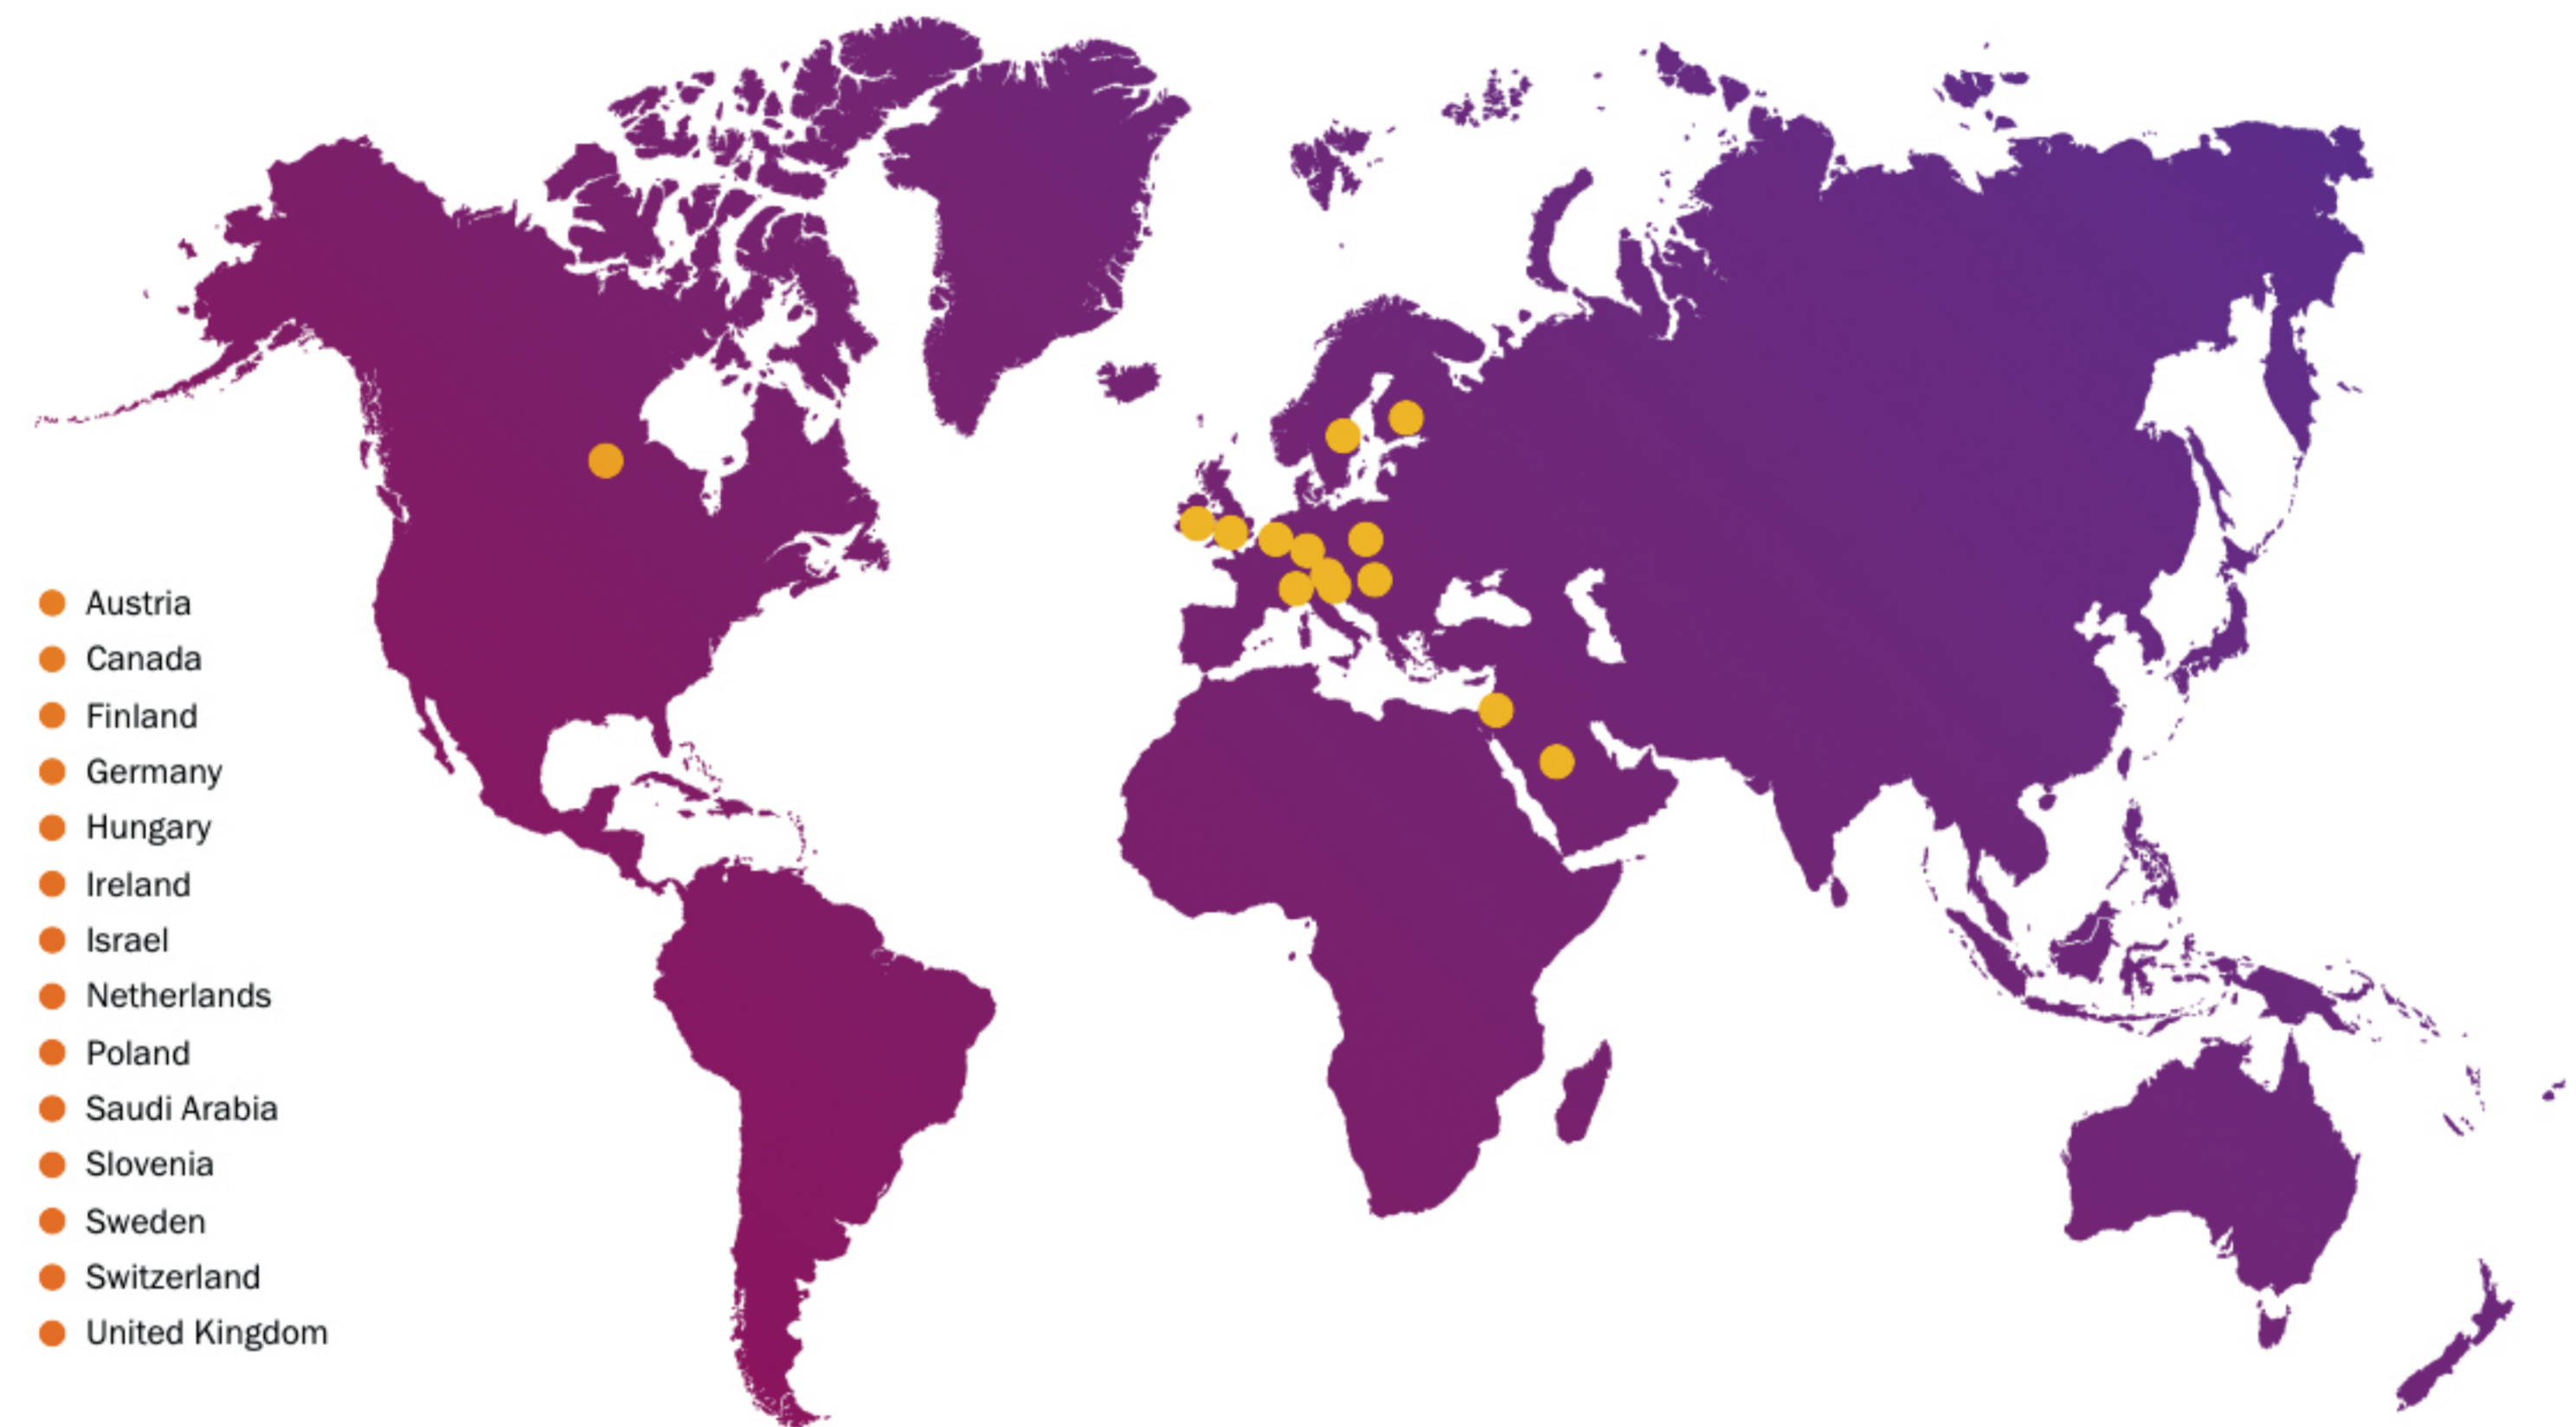 Austria
Canada
Finland
Germany
Hungary
Ireland
Israel
Netherlands
Poland
Saudi Arabia
Slovenia
Sweden
Switzerland
United Kingdom